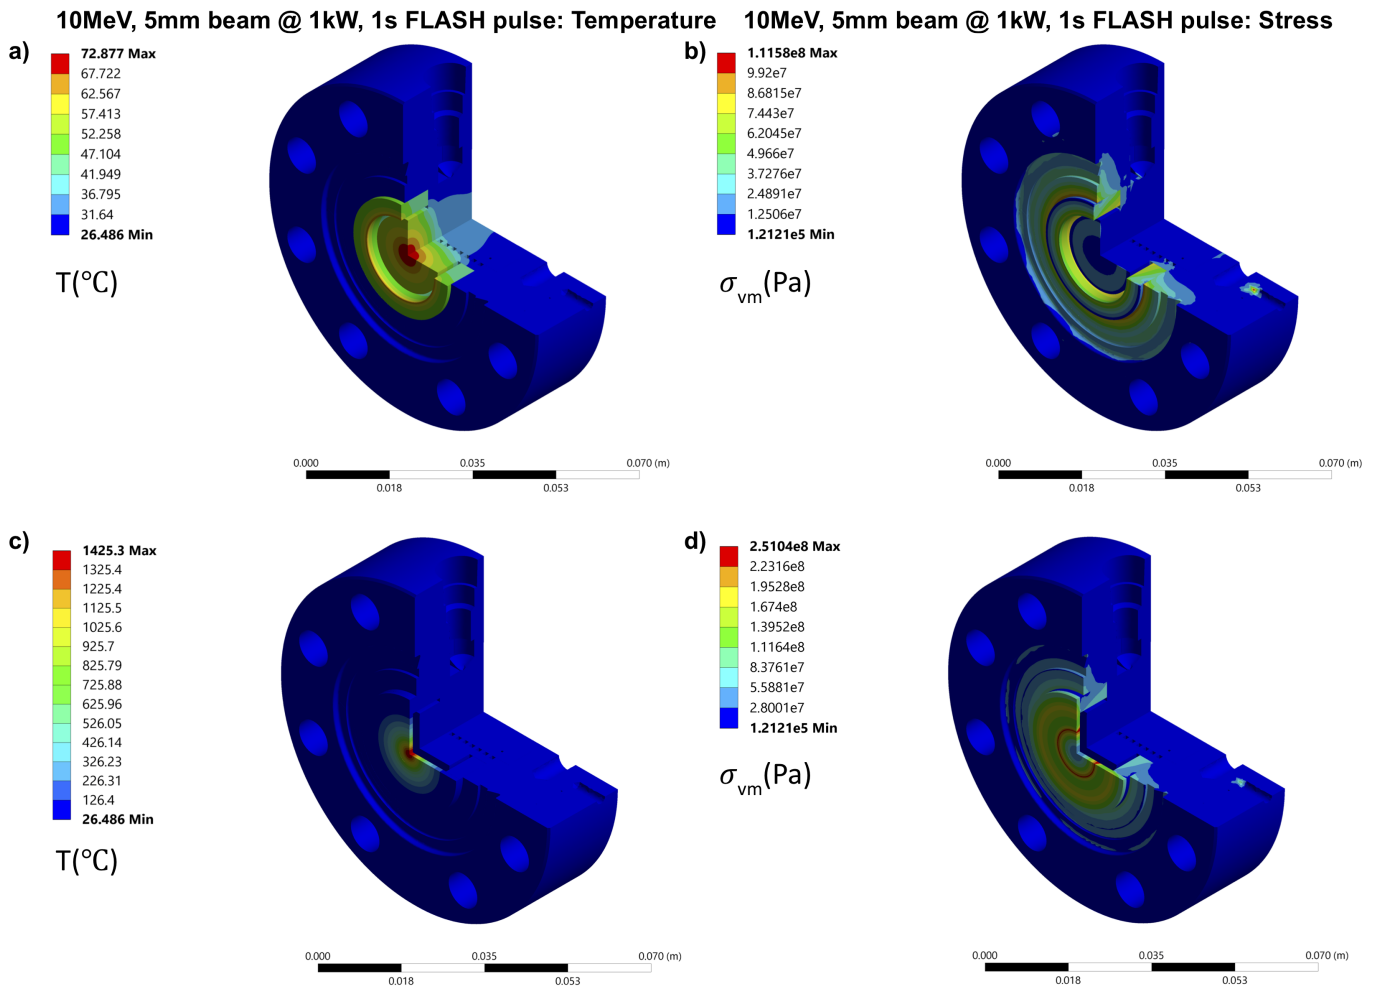 10MeV, 5mm beam @ 1kW, 1s FLASH pulse: Temperature
10MeV, 5mm beam @ 1kW, 1s FLASH pulse: Stress
a)
72.877 Max
67.722
62.567
57.413
52.258
47.104
41.949
36.795
31.64
26.486 Min
T(°C)
0.000
0.035
0.070 (m)
0.018
0.053
b)
1.1158e8 Max
9.92e7
8.6815e7
7.443e7
6.2045e7
4.966e7
3.7276e7
2.4891e7
1.2506e7
1.2121e5 Min
σvm(Pa)
0.000
0.035
0.070 (m)
0.018
0.053
c)
1425.3 Max
1325.4
1225.4
1125.5
1025.6
925.7
825.79
725.88
625.96
526.05
426.14
326.23
226.31
126.4
26.486 Min
T(°C)
0.000
0.035
0.070 (m)
0.018
0.053
d)
2.5104e8 Max
2.2316e8
1.9528e8
1.674e8
1.3952e8
1.1164e8
8.3761e7
5.5881e7
2.8001e7
1.2121e5 Min
σvm(Pa)
0.000
0.035
0.070 (m)
0.018
0.053